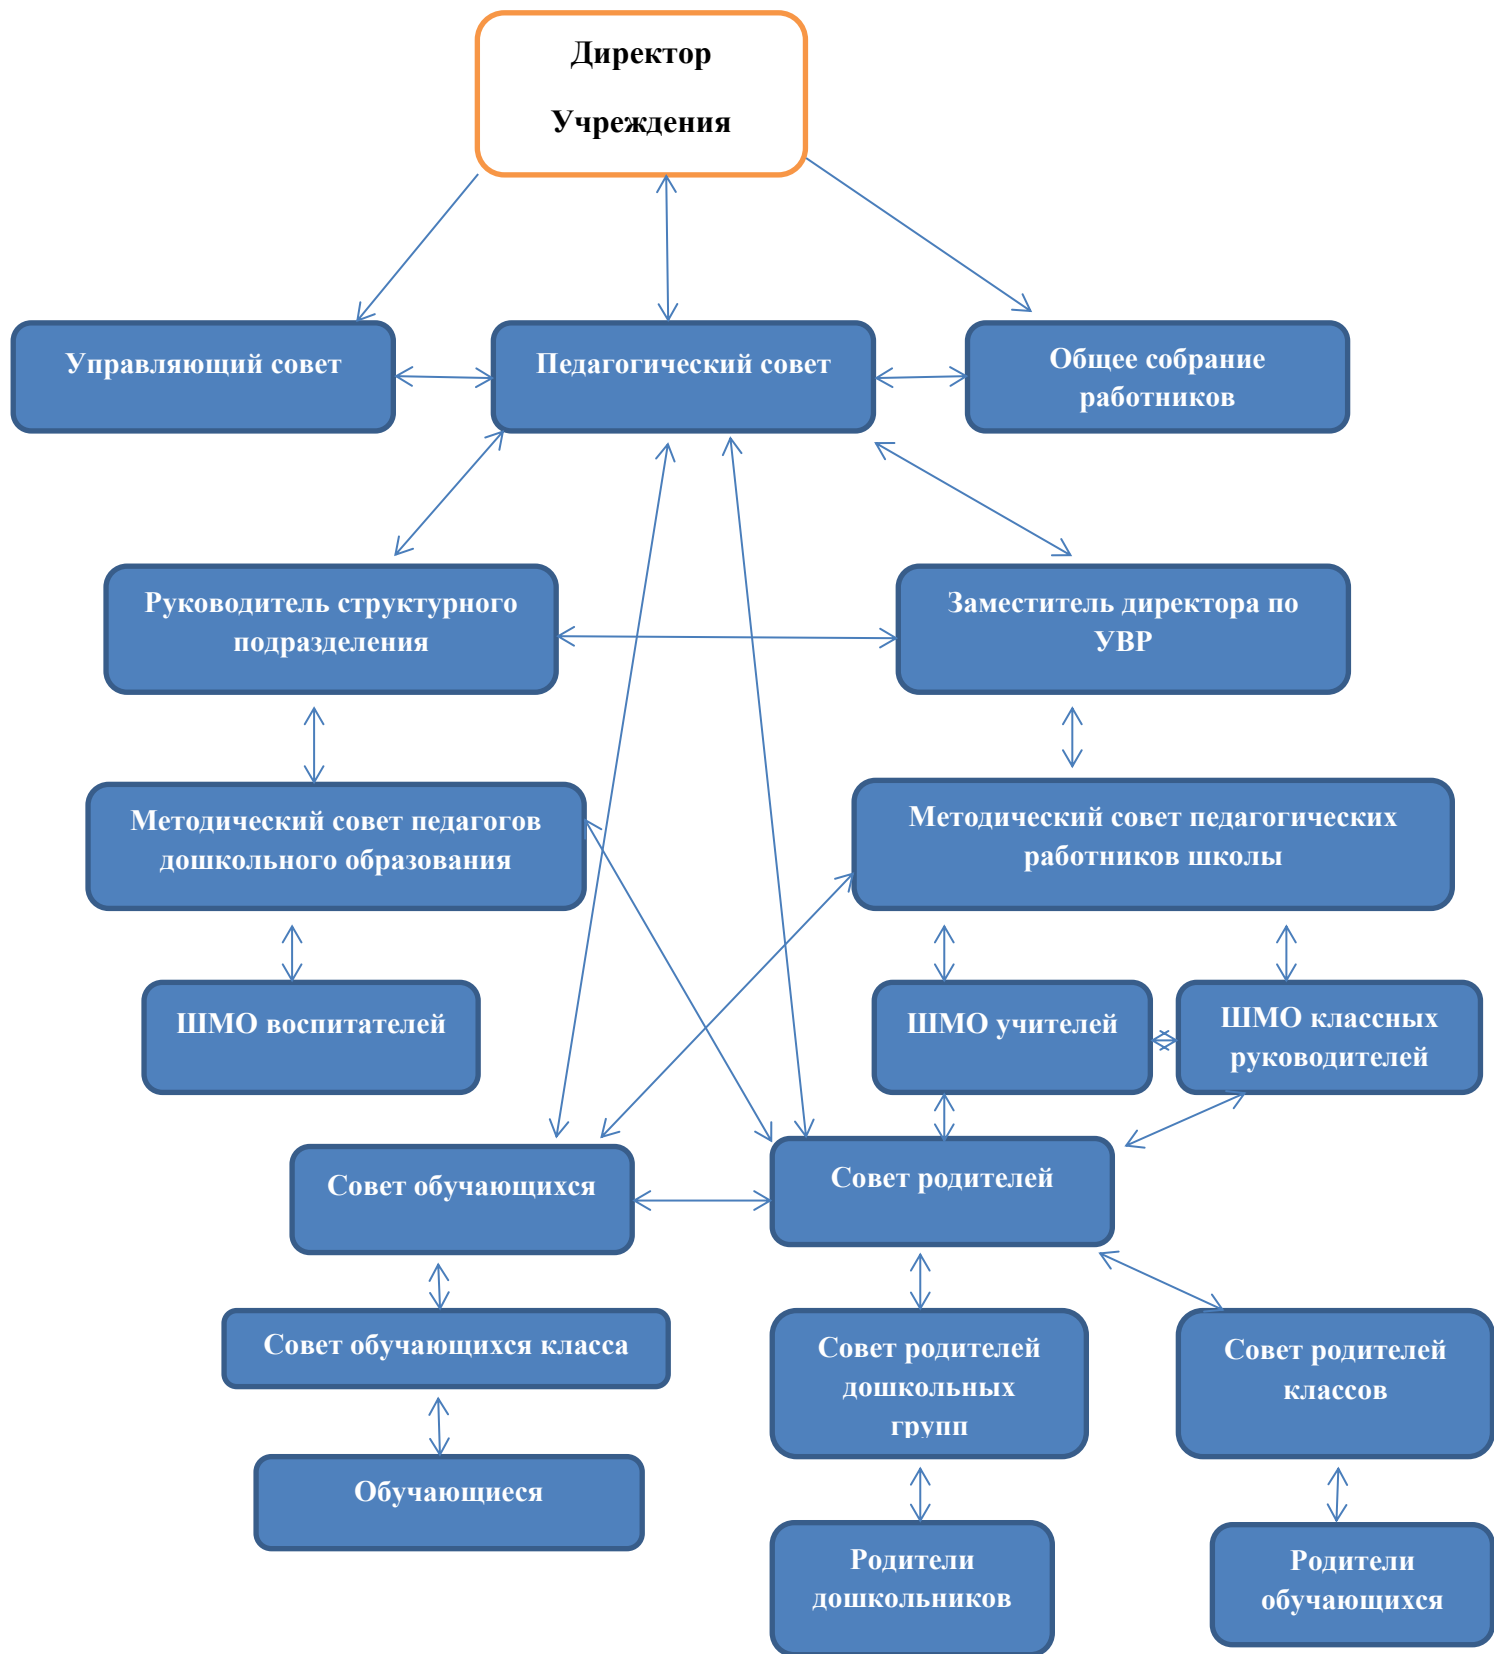 Директор
Учреждения
Управляющий совет
Педагогический совет
Общее собрание
работников
Руководитель структурного
подразделения
Заместитель директора по
УВР
Методический совет педагогов
дошкольного образования
Методический совет педагогических
работников школы
ШМО воспитателей
ШМО учителей
ШМО классных
руководителей
Совет обучающихся
Совет родителей
Совет обучающихся класса
Совет родителей
дошкольных
групп
Совет родителей
классов
Обучающиеся
Родители
дошкольников
Родители
обучающихся